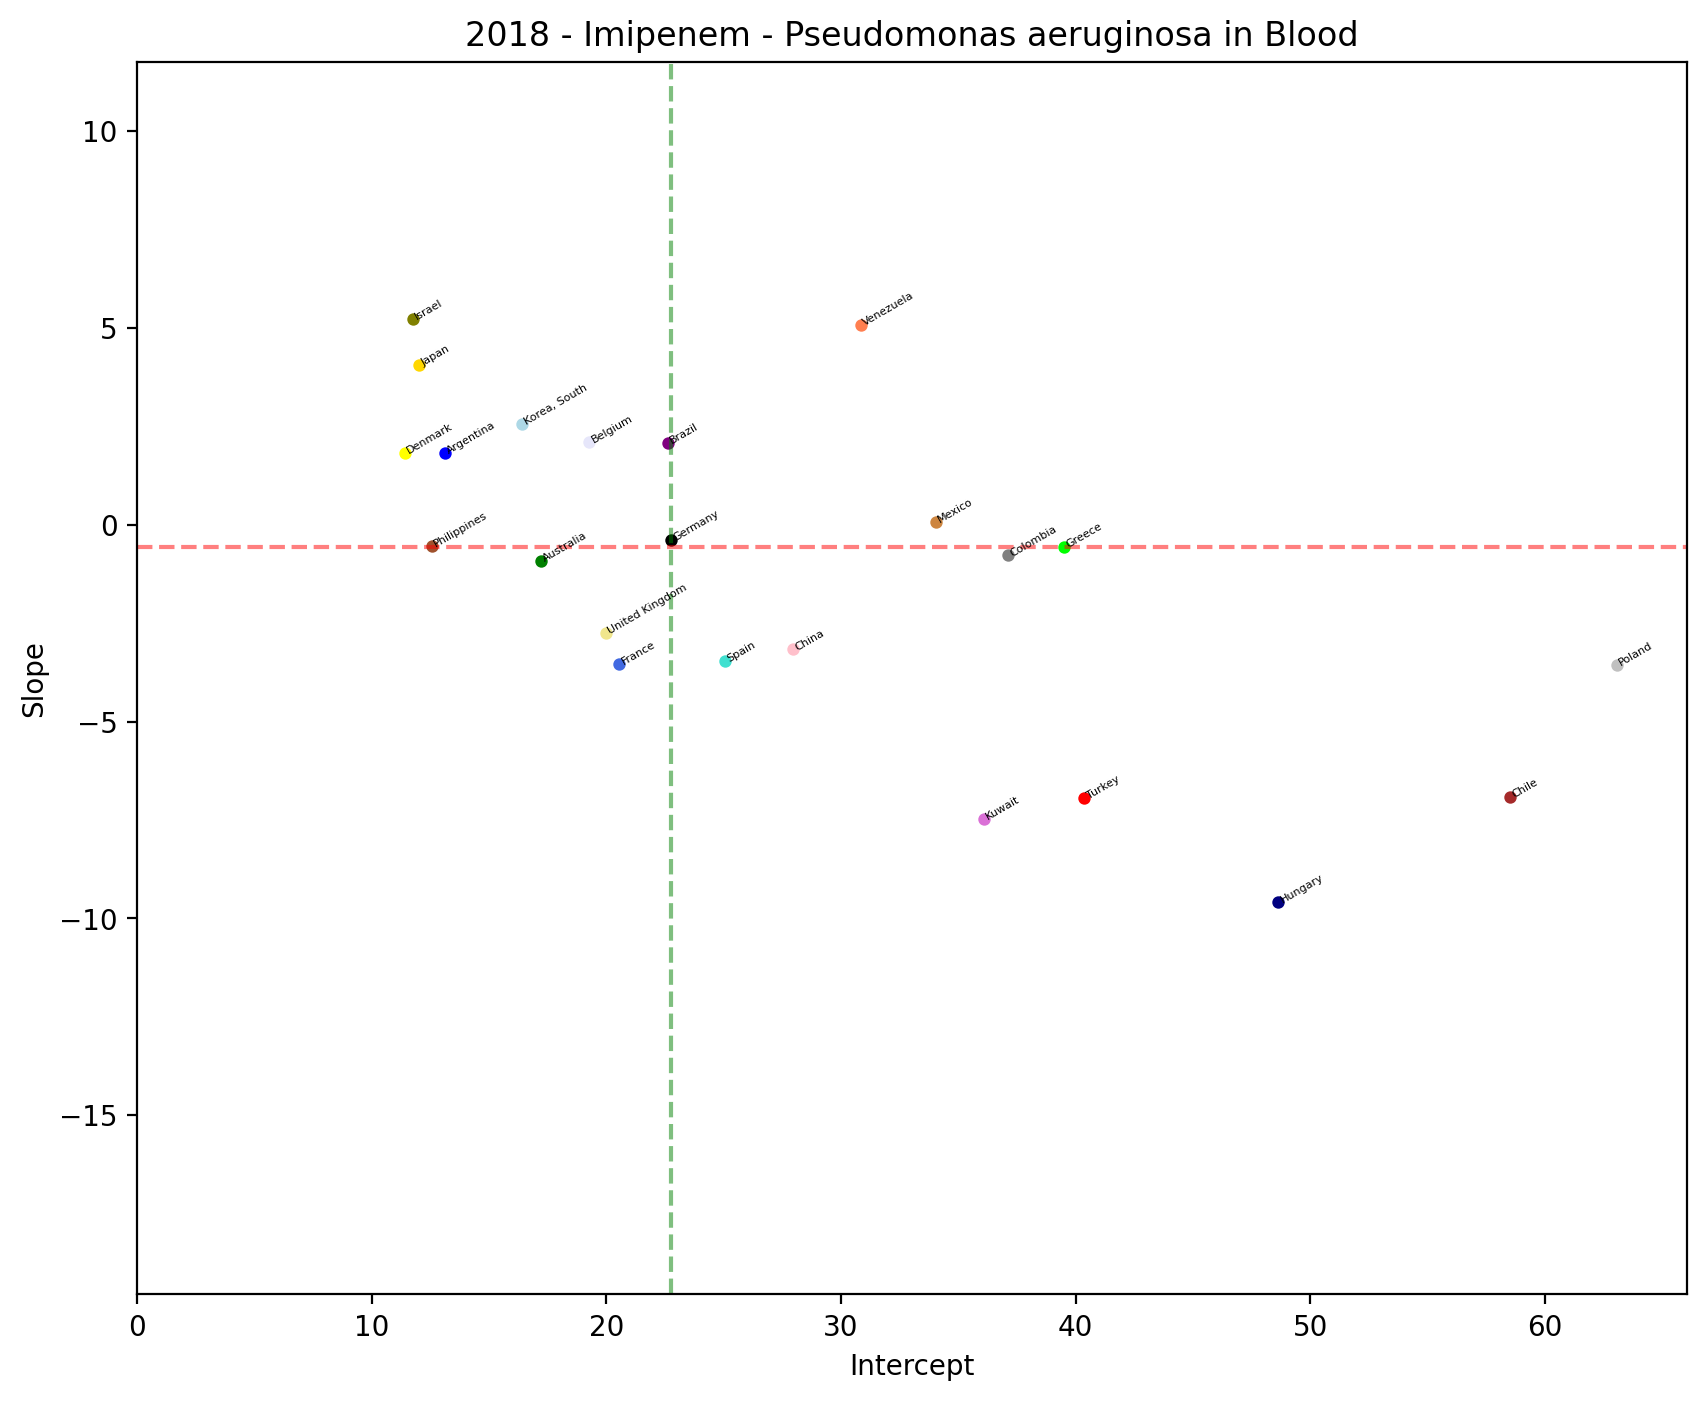 2018 - Imipenem - Pseudomonas aeruginosa in Blood
10
5
0
−5
−10
−15
Slope
Israel
Venezuela
Japan
Korea, South
Denmark
Argentina
Belgium
Brazil
Mexico
Philippines
Australia
Germany
Colombia
Greece
United Kingdom
France
Spain
China
Poland
Kuwait
Turkey
Chile
Hungary
0
10
20
30
40
50
60
Intercept